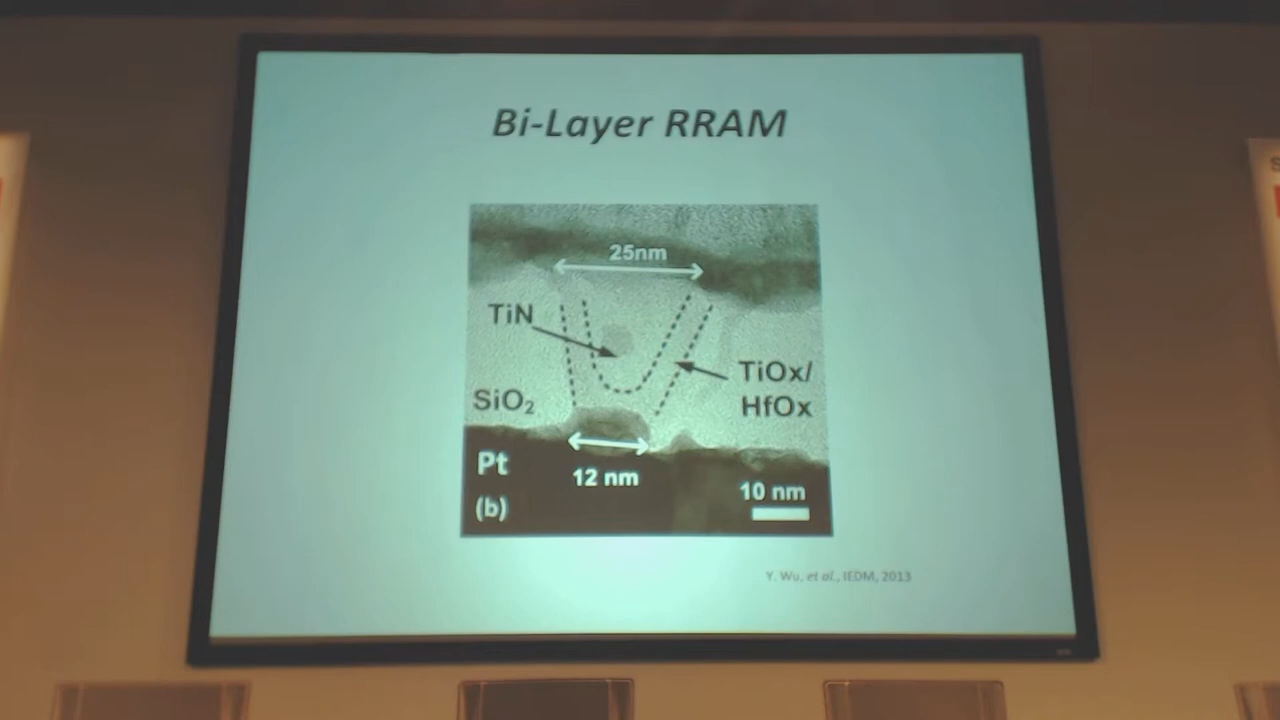 Bi-Layer RRAM
25nm
TiN
TiOx/
HfOx
SiO₂
Pt
12 nm
10 nm
(b)
Y. Wu, et al., IEDM, 2013